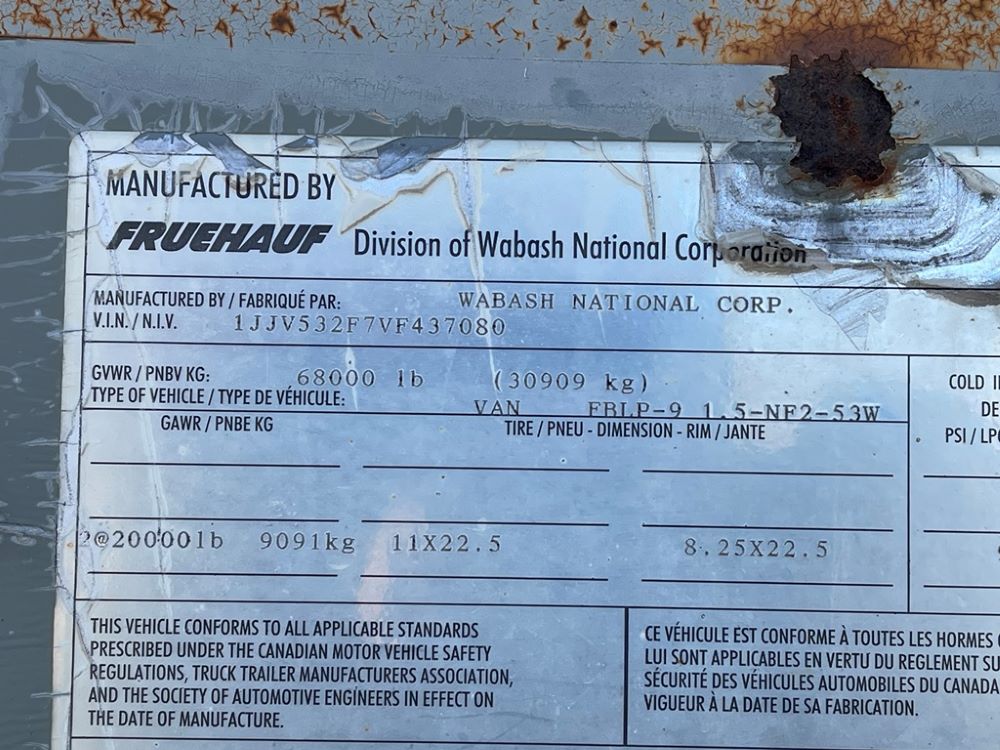 MANUFACTURED BY
FRUEHAUF Division of Wabash National Corporation
MANUFACTURED BY / FABRIQUÉ PAR: WABASH NATIONAL CORP.
V.I.N. / N.I.V. 1JJV532F7VF437080
GVWR / PNBV KG: 68000 lb (30909 kg)
COLD
TYPE OF VEHICLE / TYPE DE VÉHICULE: VAN FBLP-9 1.5-NF2-53W
DE
GAWR / PNBE KG TIRE / PNEU - DIMENSION - RIM / JANTE
PSI /
2@20000lb 9091kg 11X22.5 8.25X22.5
THIS VEHICLE CONFORMS TO ALL APPLICABLE STANDARDS
PRESCRIBED UNDER THE CANADIAN MOTOR VEHICLE SAFETY
REGULATIONS, TRUCK TRAILER MANUFACTURERS ASSOCIATION,
AND THE SOCIETY OF AUTOMOTIVE ENGINEERS IN EFFECT ON
THE DATE OF MANUFACTURE.
CE VÉHICULE EST CONFORME À TOUTES LES HORMES
LUI SONT APPLICABLES EN VERTU DU REGLEMENT SU
SÉCURITÉ DES VÉHICULES AUTOMOBILES DU CANADA
VIGUEUR À LA DATE DE SA FABRICATION.